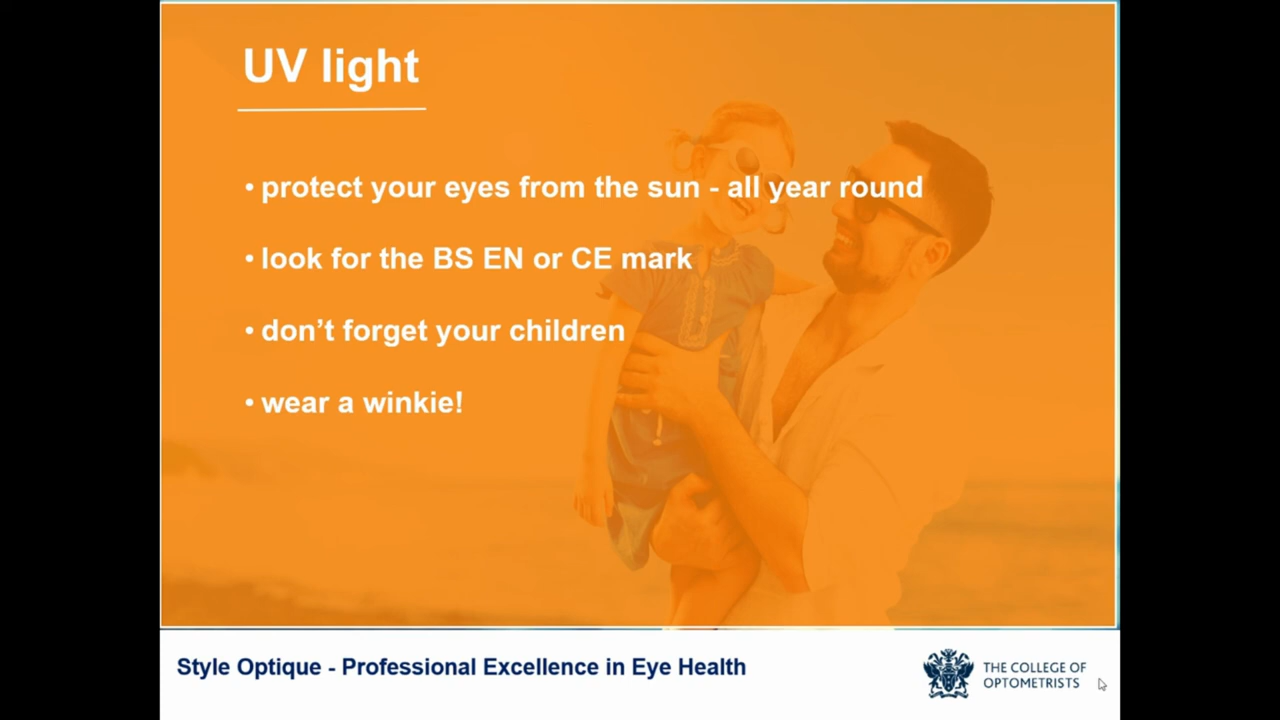 UV light
• protect your eyes from the sun - all year round
• look for the BS EN or CE mark
• don’t forget your children
• wear a winkie!
Style Optique - Professional Excellence in Eye Health
THE COLLEGE OF
OPTOMETRISTS